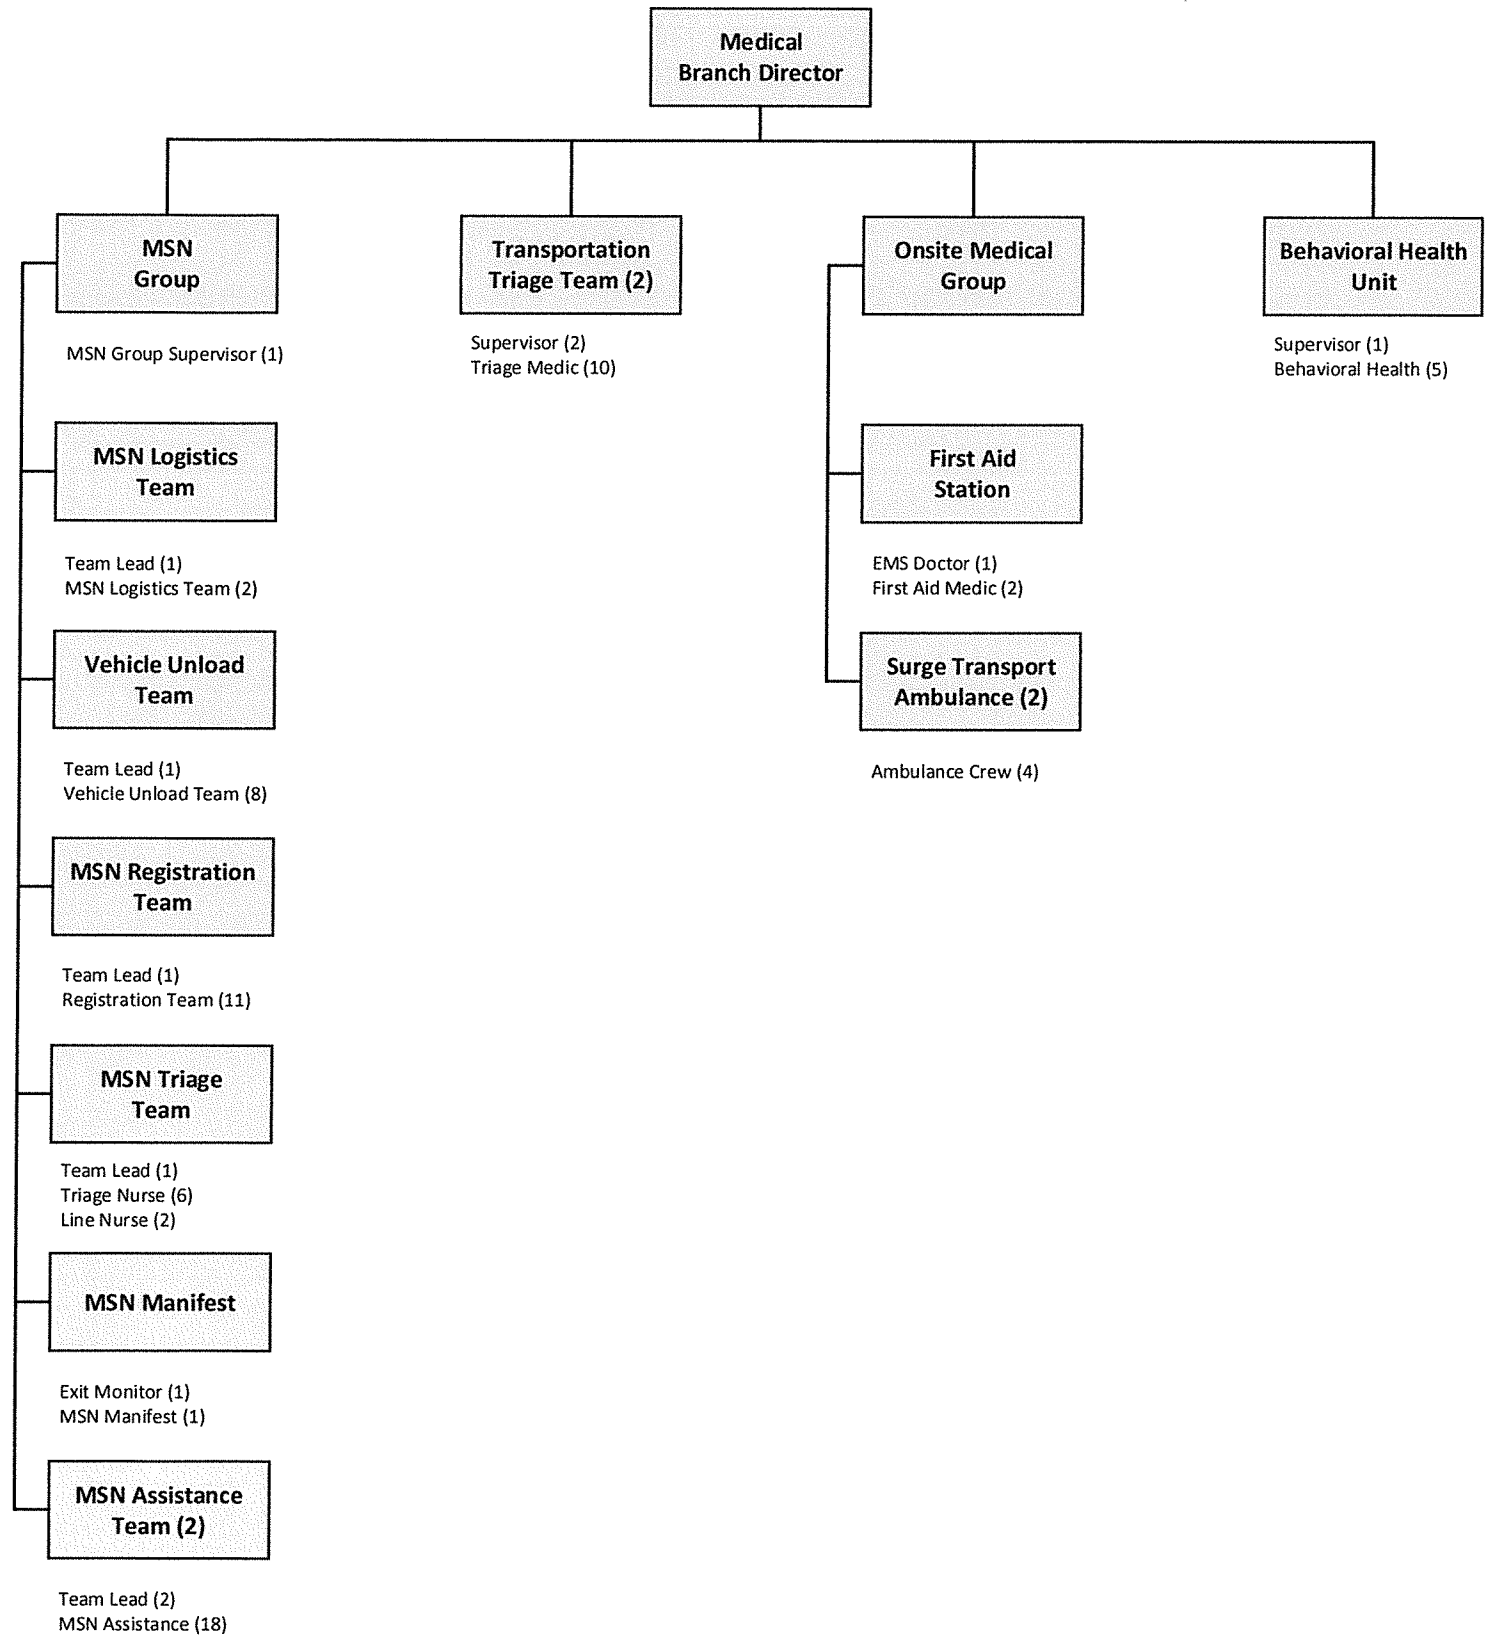 Medical
Branch Director
MSN
Group
MSN Group Supervisor (1)
MSN Logistics
Team
Team Lead (1)
MSN Logistics Team (2)
Vehicle Unload
Team
Team Lead (1)
Vehicle Unload Team (8)
MSN Registration
Team
Team Lead (1)
Registration Team (11)
MSN Triage
Team
Team Lead (1)
Triage Nurse (6)
Line Nurse (2)
MSN Manifest
Exit Monitor (1)
MSN Manifest (1)
MSN Assistance
Team (2)
Team Lead (2)
MSN Assistance (18)
Transportation
Triage Team (2)
Supervisor (2)
Triage Medic (10)
Onsite Medical
Group
First Aid
Station
EMS Doctor (1)
First Aid Medic (2)
Surge Transport
Ambulance (2)
Ambulance Crew (4)
Behavioral Health
Unit
Supervisor (1)
Behavioral Health (5)